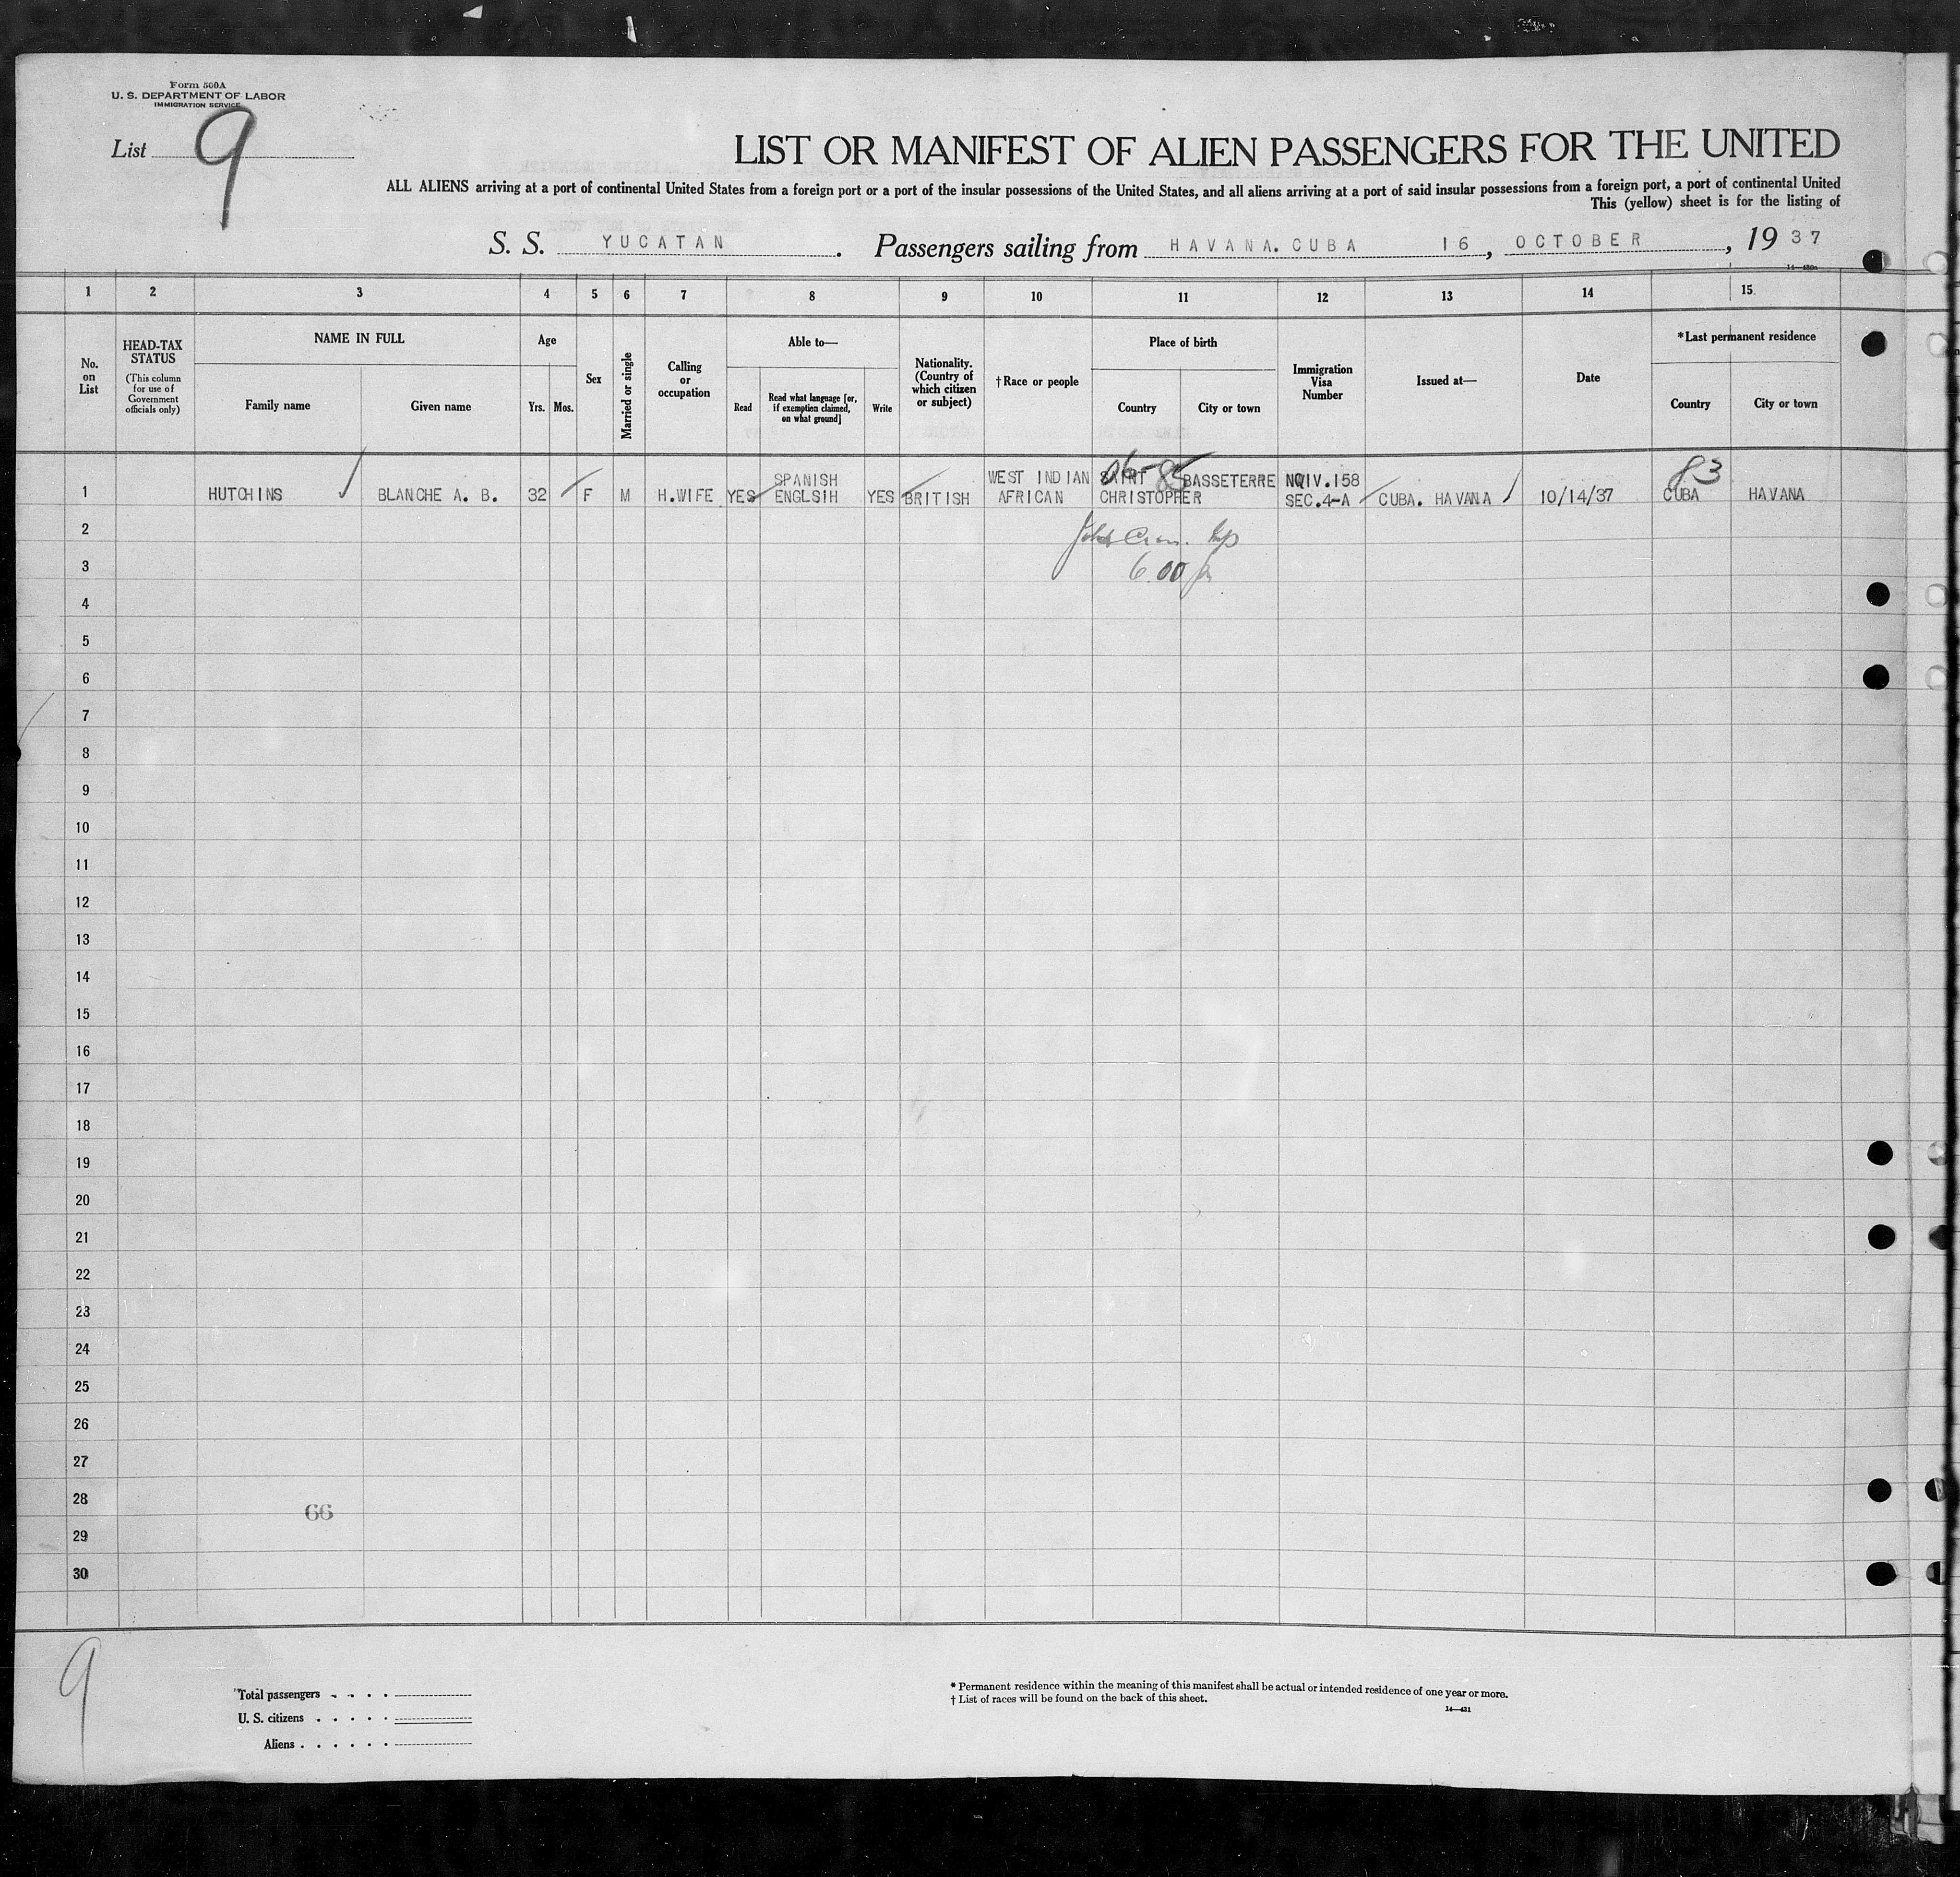 Form 500A
U. S. DEPARTMENT OF LABOR
IMMIGRATION SERVICE
List 9
LIST OR MANIFEST OF ALIEN PASSENGERS FOR THE UNITED
ALL ALIENS arriving at a port of continental United States from a foreign port or a port of the insular possessions of the United States, and all aliens arriving at a port of said insular possessions from a foreign port, a port of continental United
This (yellow) sheet is for the listing of
S. S. YUCATAN. Passengers sailing from HAVANA. CUBA 16, OCTOBER, 1937
1 2 3 4 5 6 7 8 9 10 11 12 13 14 15
No. on List
HEAD-TAX STATUS
(This column for use of Government officials only)
NAME IN FULL
Family name
Given name
Age
Yrs. Mos.
Sex
Married or single
Calling or occupation
Able to—
Read
Read what language [or, if exemption claimed, on what ground]
Write
Nationality. (Country of which citizen or subject)
† Race or people
Place of birth
Country
City or town
Immigration Visa Number
Issued at—
Date
* Last permanent residence
Country
City or town
83
SPANISH WEST INDIAN SAINT BASSETERRE NQIV.158
1 HUTCHINS BLANCHE A. B. 32 F M H.WIFE YES ENGLSIH YES BRITISH AFRICAN CHRISTOPHER SEC.4-A CUBA. HAVANA 10/14/37 CUBA HAVANA
2
3 6.00
4
5
6
7
8
9
10
11
12
13
14
15
16
17
18
19
20
21
22
23
24
25
26
27
28
66
29
30
9
Total passengers . . . .
U. S. citizens . . . . .
Aliens . . . . . .
* Permanent residence within the meaning of this manifest shall be actual or intended residence of one year or more.
† List of races will be found on the back of this sheet.
14—431